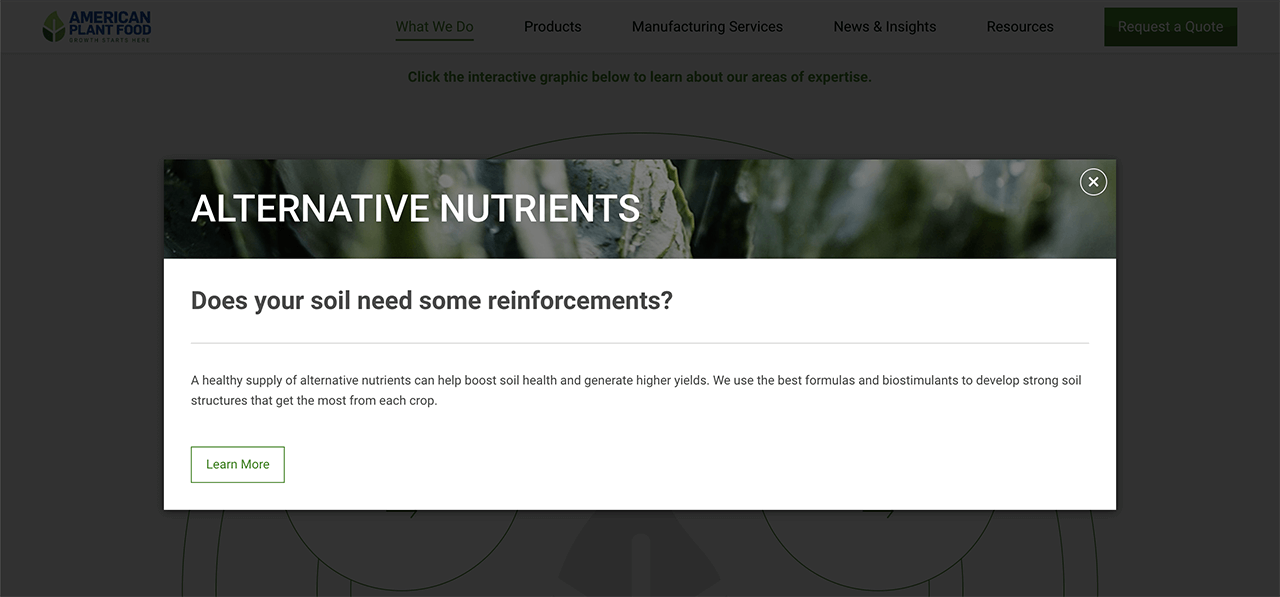 AMERICAN
PLANT FOOD
GROWTH STARTS HERE
What We Do
Products
Manufacturing Services
News & Insights
Resources
Request a Quote
Click the interactive graphic below to learn about our areas of expertise.
ALTERNATIVE NUTRIENTS
Does your soil need some reinforcements?
A healthy supply of alternative nutrients can help boost soil health and generate higher yields. We use the best formulas and biostimulants to develop strong soil
structures that get the most from each crop.
Learn More